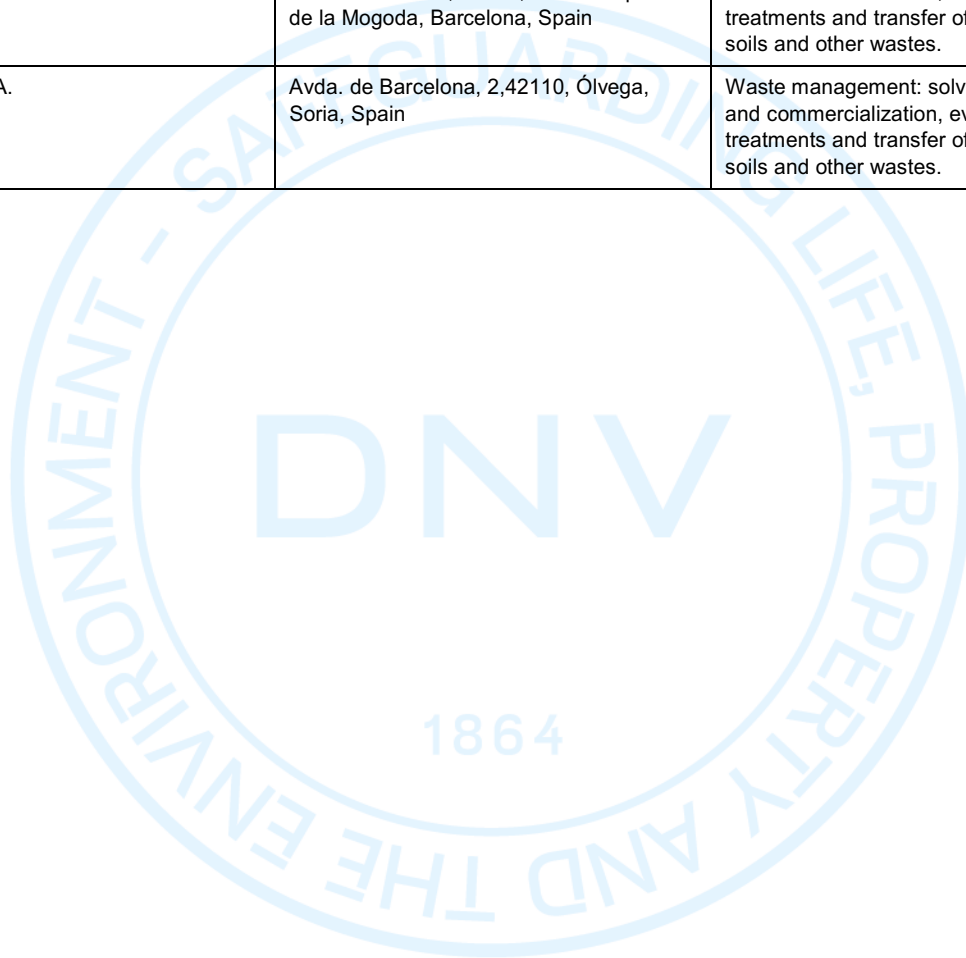 de la Mogoda, Barcelona, Spain
treatments and transfer of
soils and other wastes.
A.
Avda. de Barcelona, 2,42110, Ólvega,
Soria, Spain
Waste management: solv
and commercialization, ev
treatments and transfer of
soils and other wastes.
SAFEGUARDING LIFE, PROPERTY AND THE ENVIRONMENT -
DNV
1864